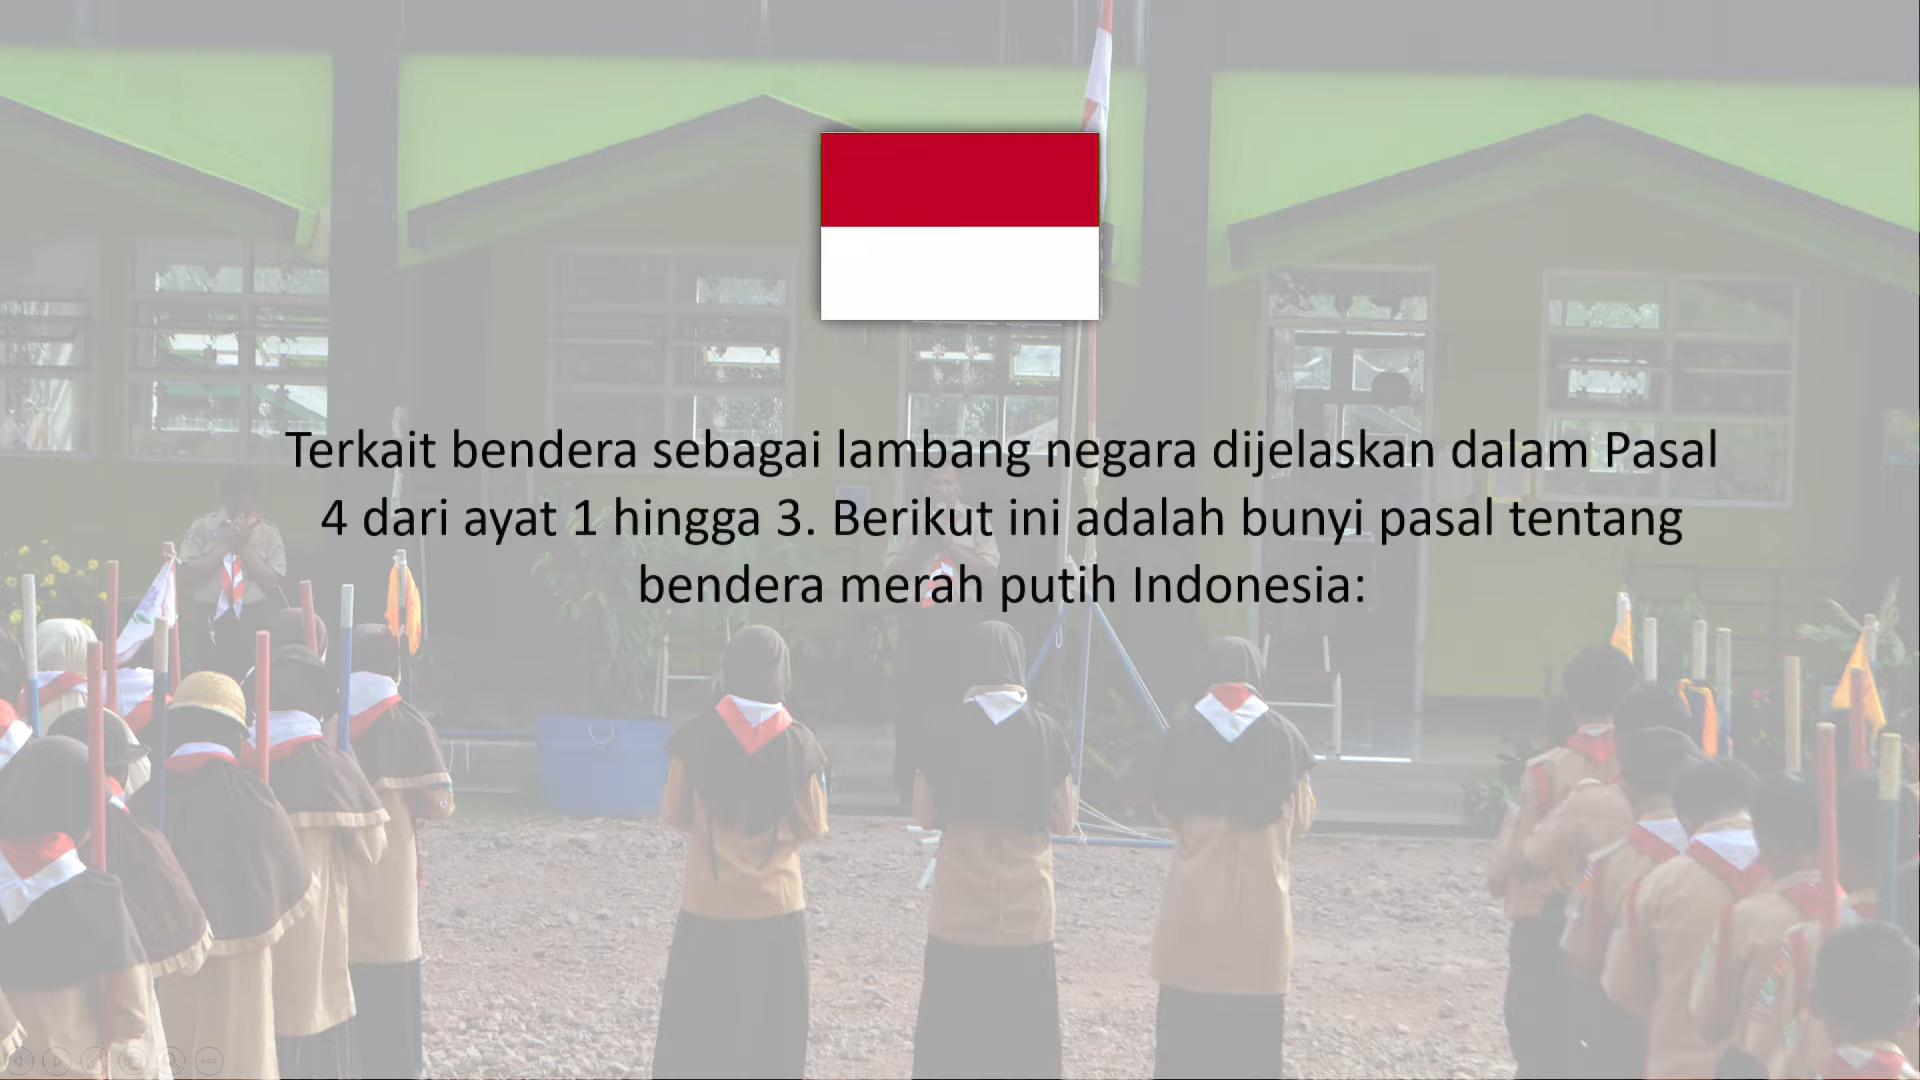 Terkait bendera sebagai lambang negara dijelaskan dalam Pasal
4 dari ayat 1 hingga 3. Berikut ini adalah bunyi pasal tentang
bendera merah putih Indonesia: